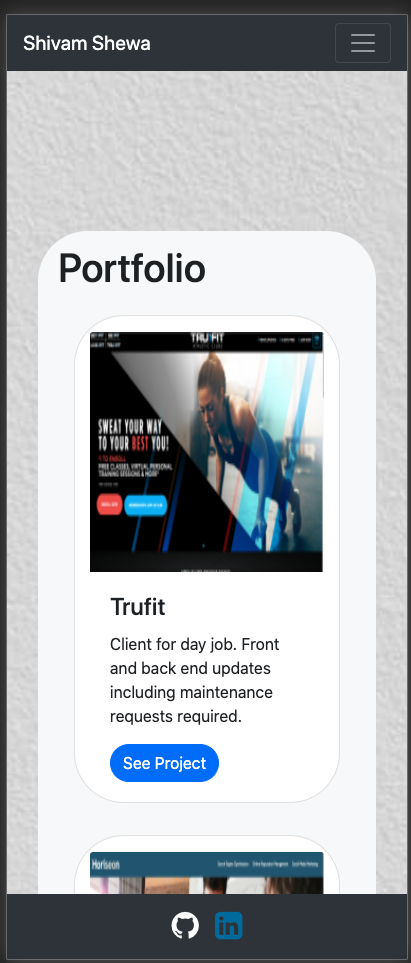 Shivam Shewa
Portfolio
TRUFIT
SWEAT YOUR WAY
TO YOUR BEST YOU!
FREE CLASSES, VIRTUAL PERSONAL
TRAINING SESSIONS & MORE*
Trufit
Client for day job. Front
and back end updates
including maintenance
requests required.
See Project
Horiseon
Search Engine Optimization Online Reputation Management Social Media Marketing